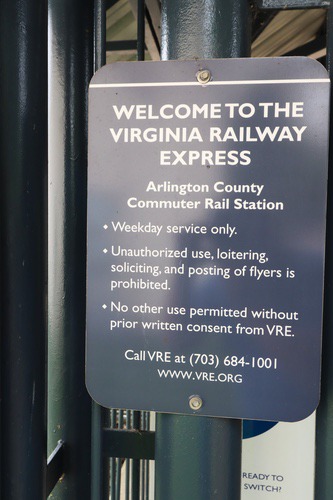 WELCOME TO THE
VIRGINIA RAILWAY
EXPRESS
Arlington County
Commuter Rail Station
• Weekday service only.
• Unauthorized use, loitering,
soliciting, and posting of flyers is
prohibited.
• No other use permitted without
prior written consent from VRE.
Call VRE at (703) 684-1001
WWW.VRE.ORG
READY TO
SWITCH?